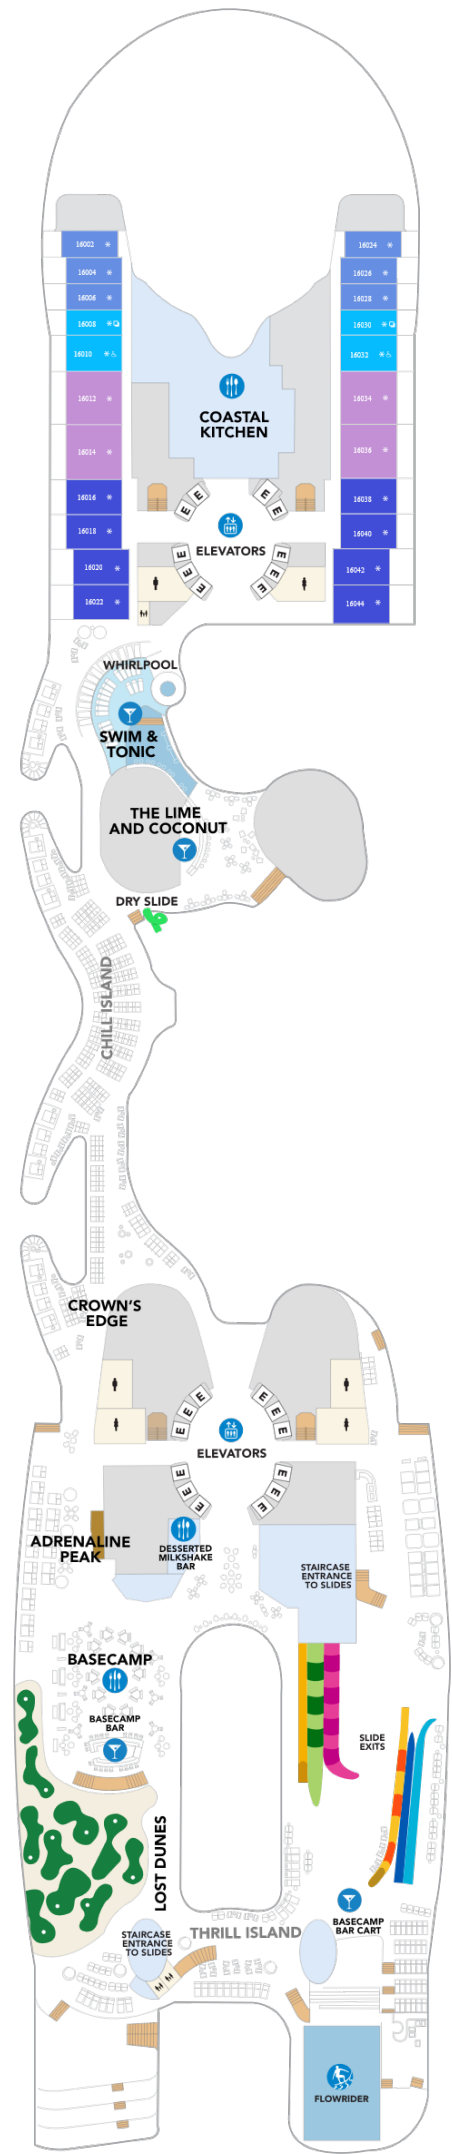 16002
16024
16004
16026
16006
16028
16008
16030
16010
16032
16012
16034
COASTAL
KITCHEN
16014
16036
16016
16038
16018
16040
ELEVATORS
E E E E
E E E E E E
16020
16042
16022
16044
WHIRLPOOL
SWIM &
TONIC
THE LIME
AND COCONUT
DRY SLIDE
CHILL ISLAND
CROWN'S
EDGE
E E E E E E
ELEVATORS
E E E E E E
ADRENALINE
PEAK
DESSERTED
MILKSHAKE
BAR
STAIRCASE
ENTRANCE
TO SLIDES
BASECAMP
BASECAMP
BAR
SLIDE
EXITS
LOST DUNES
BASECAMP
BAR CART
THRILL ISLAND
STAIRCASE
ENTRANCE
TO SLIDES
FLOWRIDER